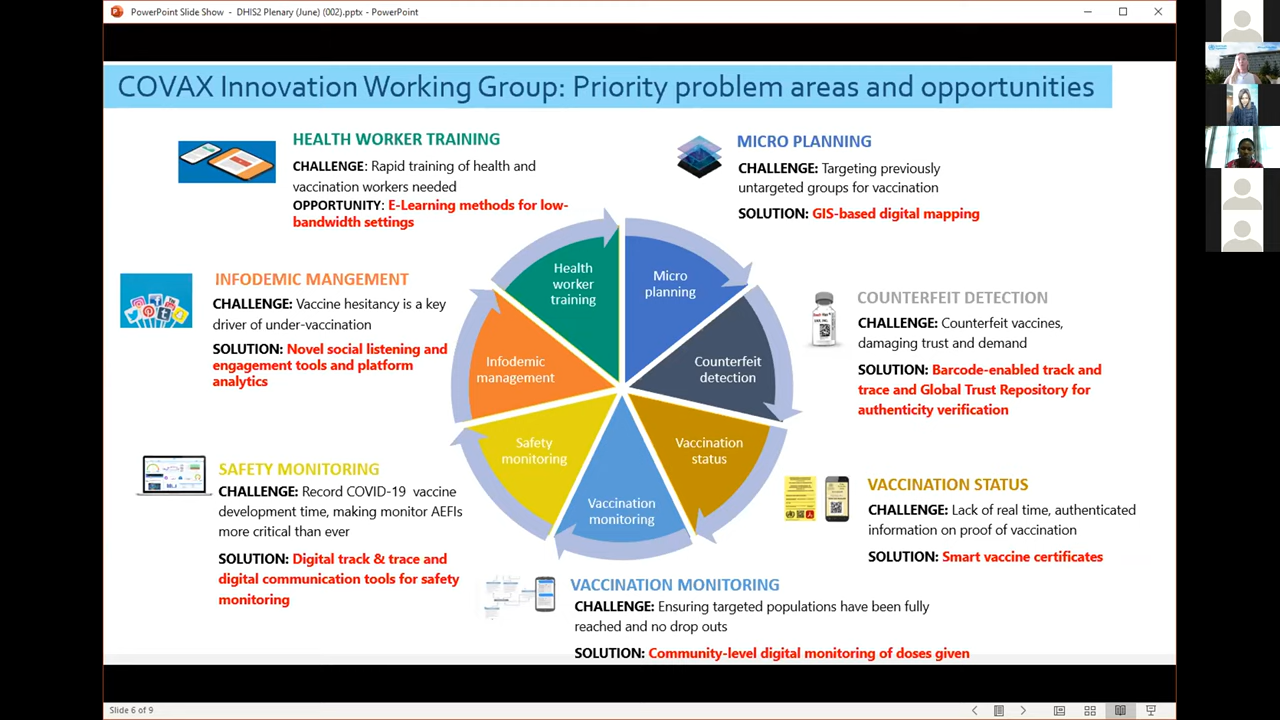 PowerPoint Slide Show - DHIS2 Plenary (June) (002).pptx - PowerPoint
COVAX Innovation Working Group: Priority problem areas and opportunities
HEALTH WORKER TRAINING
CHALLENGE: Rapid training of health and
vaccination workers needed
OPPORTUNITY: E-Learning methods for low-
bandwidth settings
MICRO PLANNING
CHALLENGE: Targeting previously
untargeted groups for vaccination
SOLUTION: GIS-based digital mapping
INFODEMIC MANGEMENT
CHALLENGE: Vaccine hesitancy is a key
driver of under-vaccination
SOLUTION: Novel social listening and
engagement tools and platform
analytics
COUNTERFEIT DETECTION
CHALLENGE: Counterfeit vaccines,
damaging trust and demand
SOLUTION: Barcode-enabled track and
trace and Global Trust Repository for
authenticity verification
Health
worker
training
Micro
planning
Infodemic
management
Counterfeit
detection
Safety
monitoring
Vaccination
status
Vaccination
monitoring
SAFETY MONITORING
CHALLENGE: Record COVID-19 vaccine
development time, making monitor AEFIs
more critical than ever
SOLUTION: Digital track & trace and
digital communication tools for safety
monitoring
VACCINATION STATUS
CHALLENGE: Lack of real time, authenticated
information on proof of vaccination
SOLUTION: Smart vaccine certificates
VACCINATION MONITORING
CHALLENGE: Ensuring targeted populations have been fully
reached and no drop outs
SOLUTION: Community-level digital monitoring of doses given
Slide 6 of 9